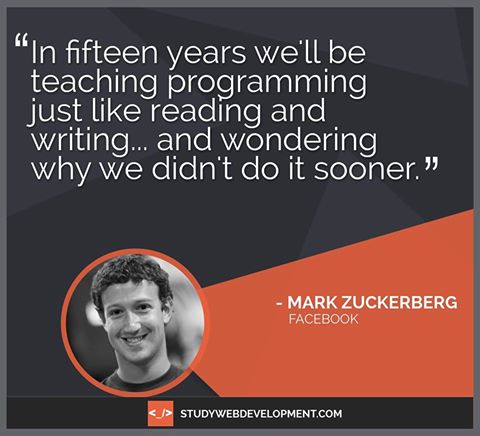 “In fifteen years we'll be
teaching programming
just like reading and
writing... and wondering
why we didn't do it sooner.”
- MARK ZUCKERBERG
FACEBOOK
<_/> STUDYWEBDEVELOPMENT.COM